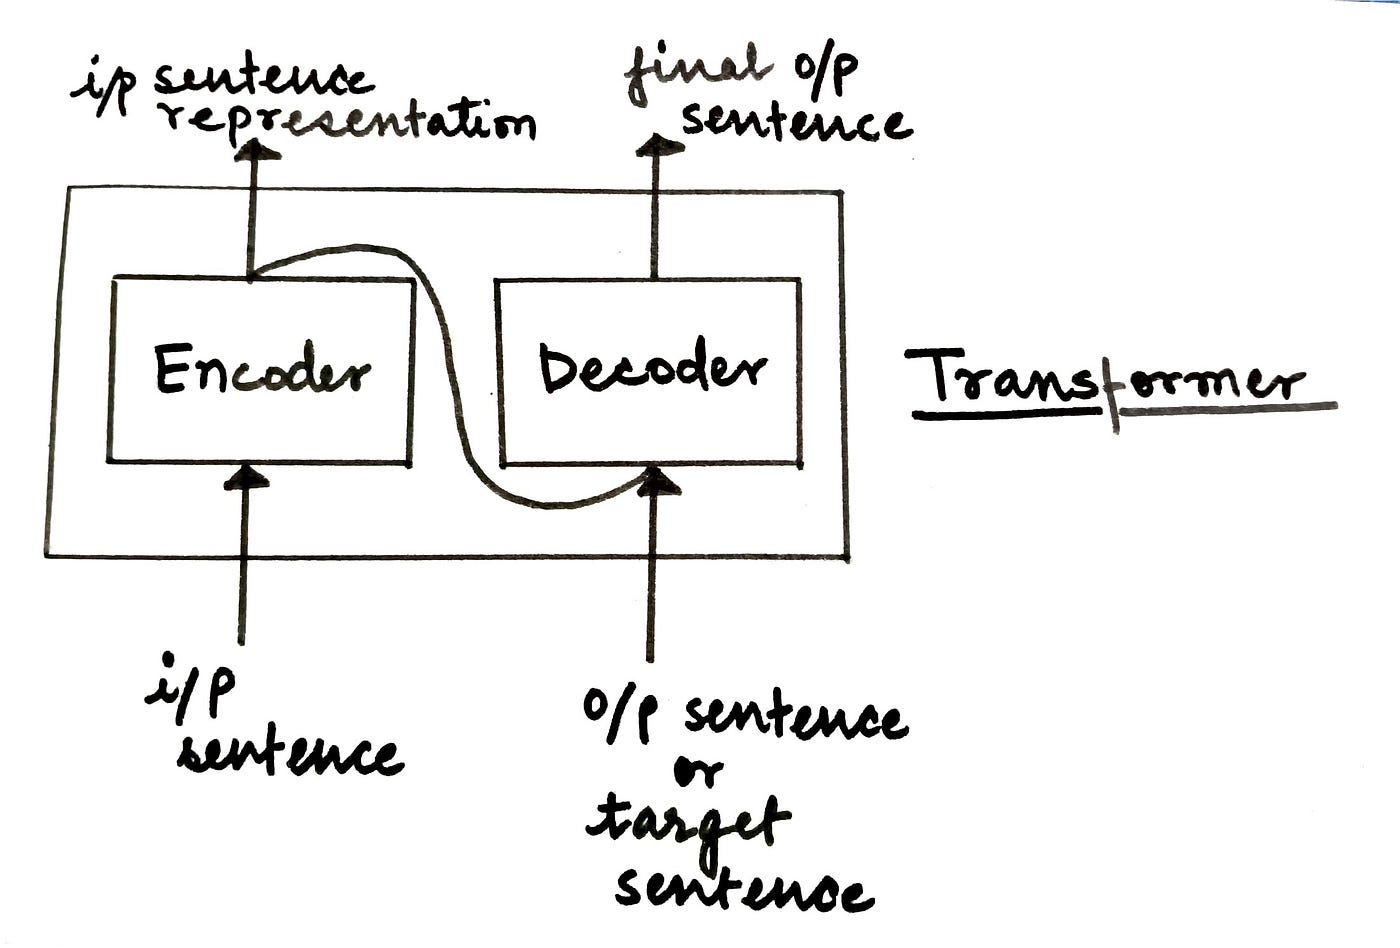 i/p sentence
representation
final o/p
sentence
Encoder
Decoder
Transformer
i/p
sentence
o/p sentence
or
target
sentence